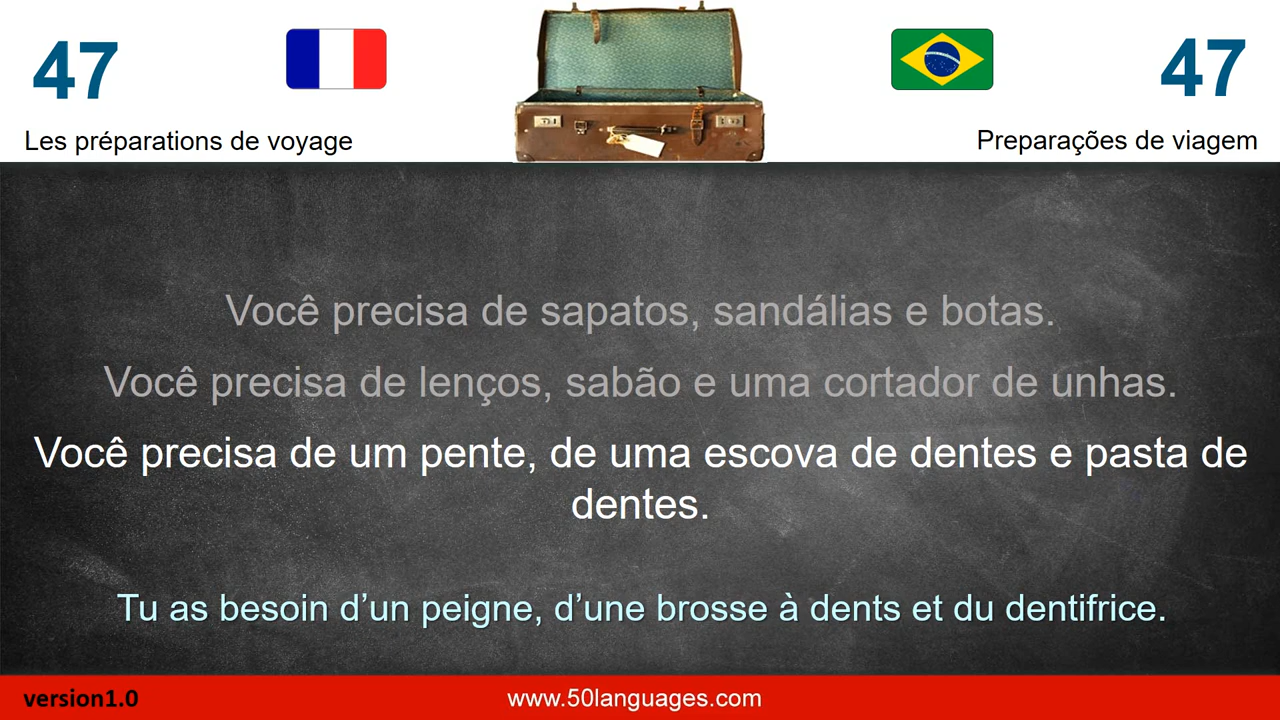 47
47
Les préparations de voyage
Preparações de viagem
Você precisa de sapatos, sandálias e botas.
Você precisa de lenços, sabão e uma cortador de unhas.
Você precisa de um pente, de uma escova de dentes e pasta de
dentes.
Tu as besoin d’un peigne, d’une brosse à dents et du dentifrice.
version1.0
www.50languages.com